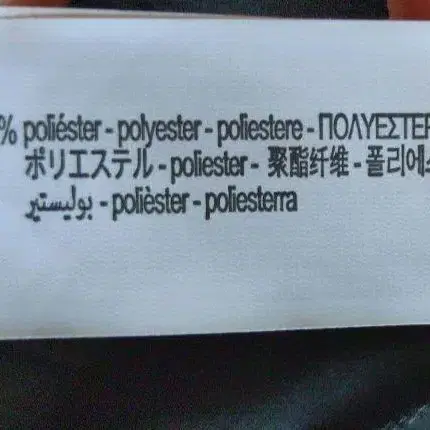 % poliéster - polyester - poliestere - ΠΟΛΥΕΣΤΕΡ
ポリエステル - poliester - 聚酯纤维 - 폴리에스
بوليستير - polièster - poliesterra